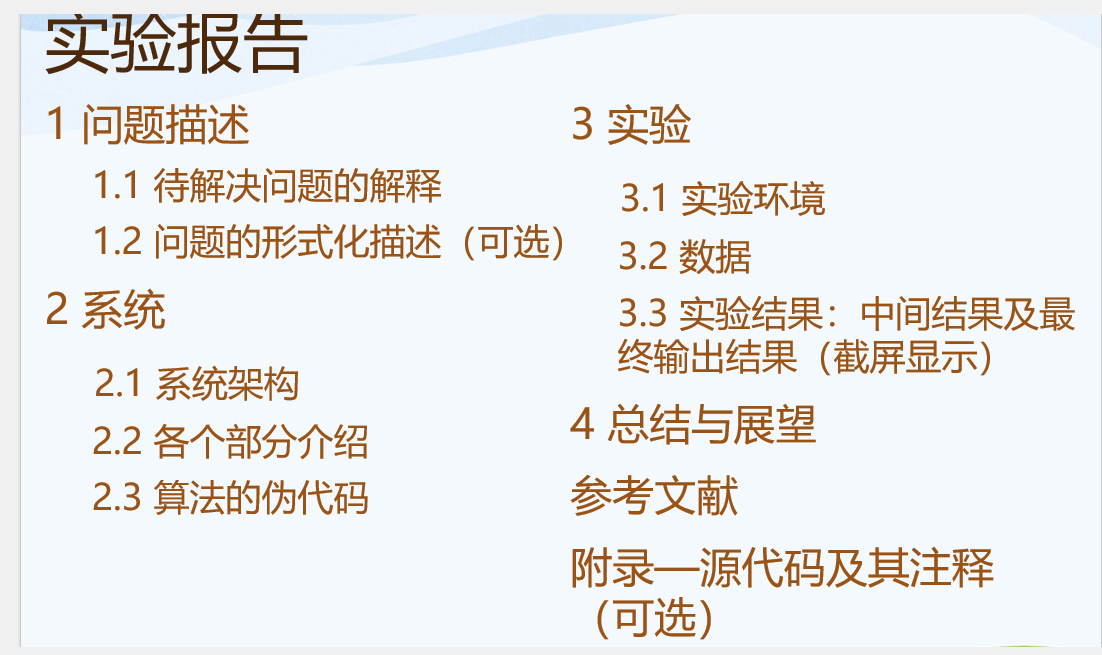 实验报告
1 问题描述
1.1 待解决问题的解释
1.2 问题的形式化描述（可选）
2 系统
2.1 系统架构
2.2 各个部分介绍
2.3 算法的伪代码
3 实验
3.1 实验环境
3.2 数据
3.3 实验结果：中间结果及最
终输出结果（截屏显示）
4 总结与展望
参考文献
附录—源代码及其注释
（可选）